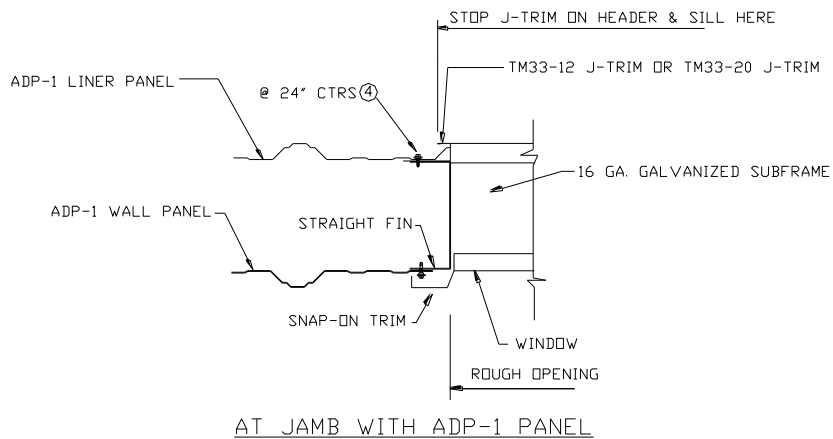 STOP J-TRIM ON HEADER & SILL HERE
ADP-1 LINER PANEL
TM33-12 J-TRIM OR TM33-20 J-TRIM
@ 24" CTRS 4
16 GA. GALVANIZED SUBFRAME
ADP-1 WALL PANEL
STRAIGHT FIN
SNAP-ON TRIM
WINDOW
ROUGH OPENING
AT JAMB WITH ADP-1 PANEL